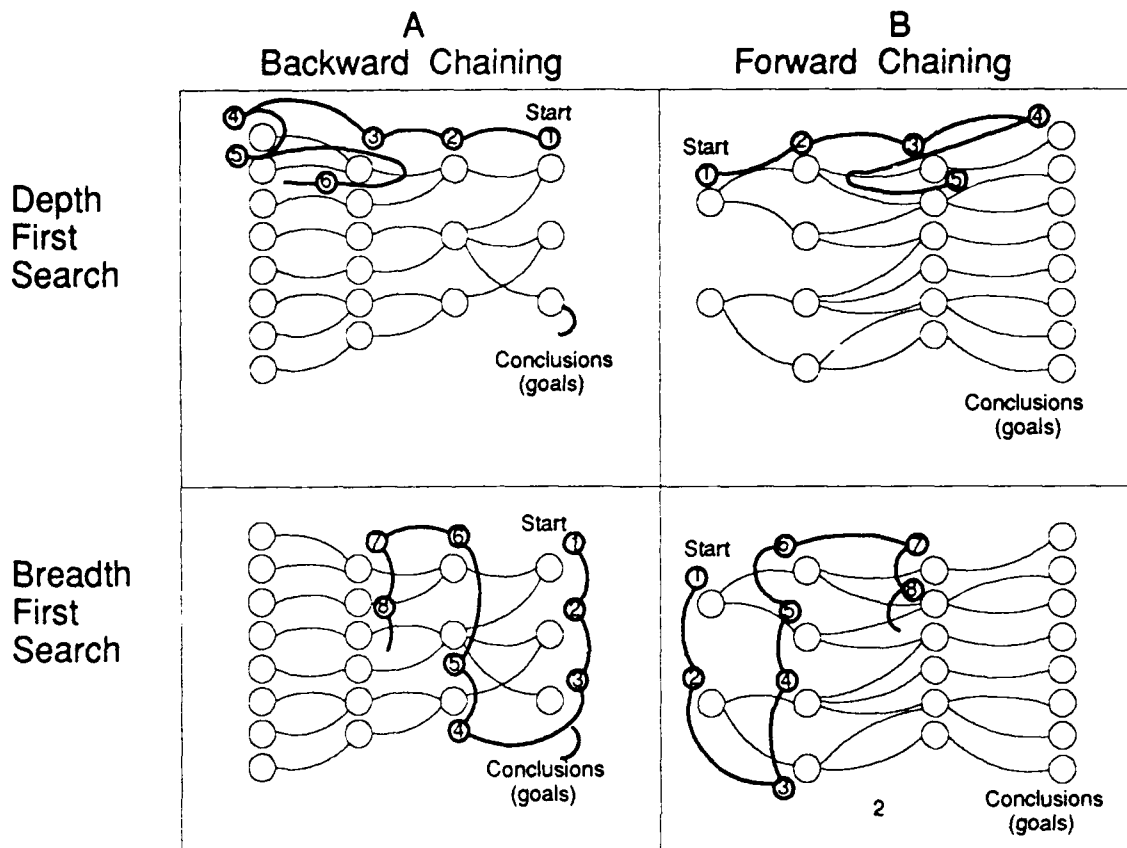 A
Backward Chaining
B
Forward Chaining
Depth
First
Search
Start
4
3
2
1
5
6
Conclusions
(goals)
Start
1
2
3
4
5
Conclusions
(goals)
Breadth
First
Search
Start
7
6
1
8
2
5
3
4
Conclusions
(goals)
Start
1
6
7
8
5
2
4
3
2
Conclusions
(goals)